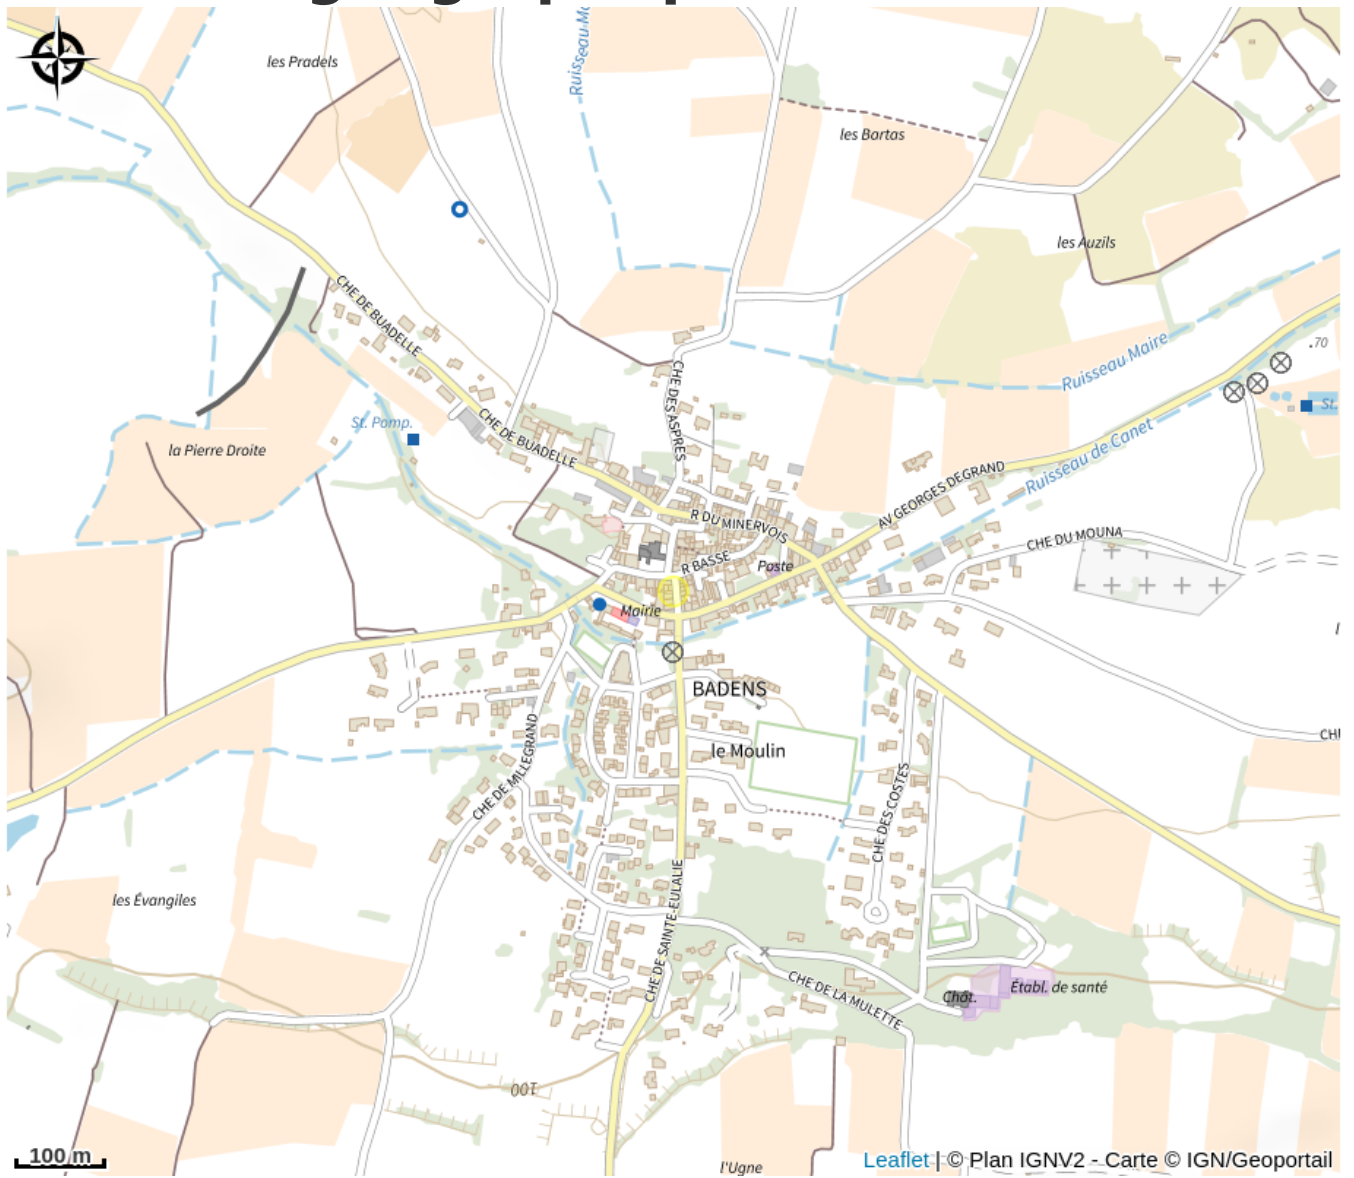 les Pradels
Ruisseau
les Bartas
les Auzils
CHE DE BUADELLE
Ruisseau Maire
.70
CHE DES ASPRES
St. Pomp.
St.
CHE DE BUADELLE
la Pierre Droite
AV GEORGES DEGRAND
Ruisseau de Canet
R DU MINERVOIS
CHE DU MOUNA
R BASSE
Poste
Mairie
BADENS
le Moulin
CHE DE MILLEGRAND
CHE DES COSTES
les Évangiles
CHE DE SAINTE-EULALIE
CHE DE LA MULETTE
Chât.
Établ. de santé
100
100 m
l'Ugne
Leaflet | © Plan IGNV2 - Carte © IGN/Geoportail